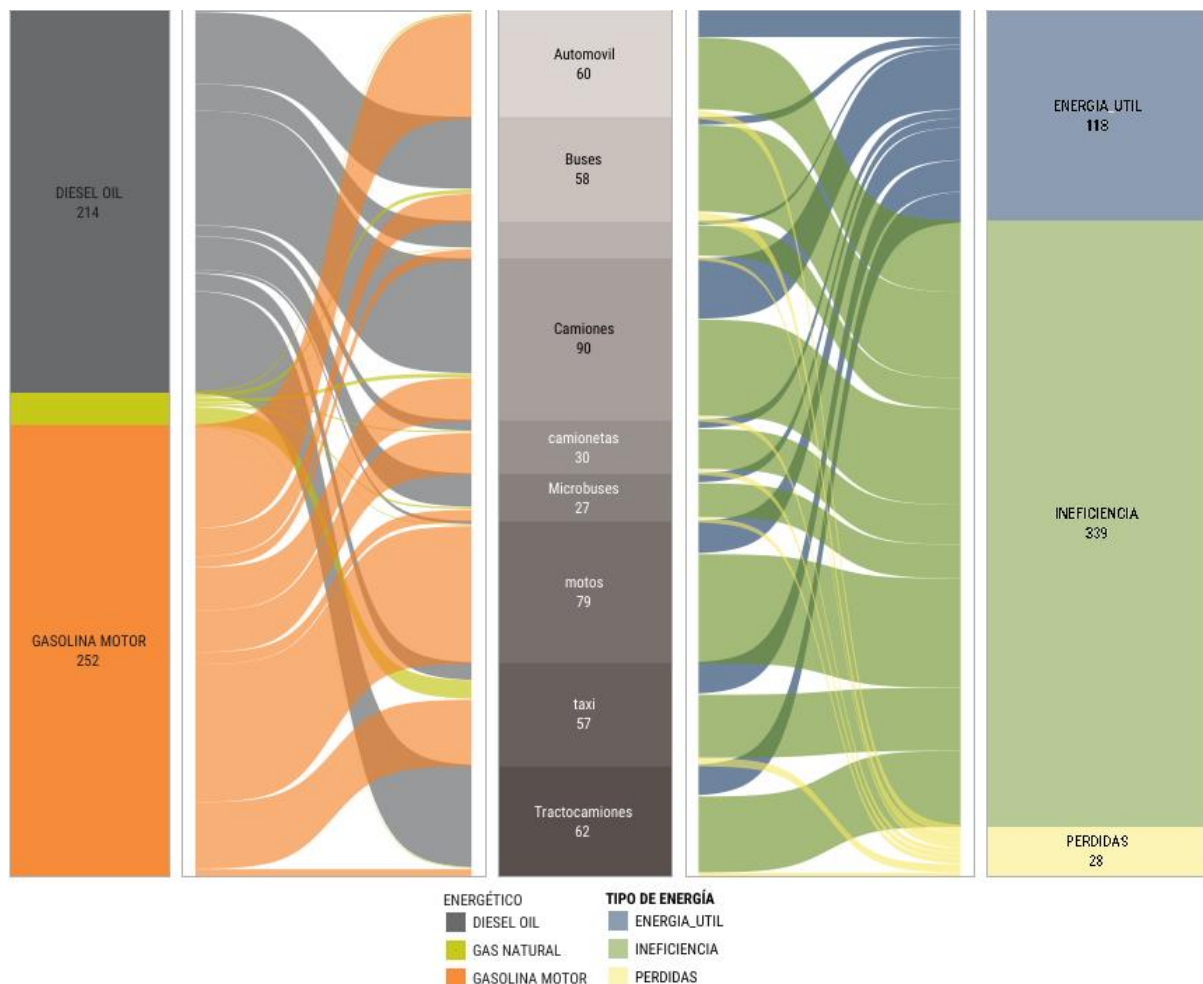 DIESEL OIL
214
GASOLINA MOTOR
252
Automovil
60
Buses
58
Camiones
90
camionetas
30
Microbuses
27
motos
79
taxi
57
Tractocamiones
62
ENERGIA_UTIL
118
INEFICIENCIA
339
PERDIDAS
28
ENERGÉTICO
DIESEL OIL
GAS NATURAL
GASOLINA MOTOR
TIPO DE ENERGÍA
ENERGIA_UTIL
INEFICIENCIA
PERDIDAS